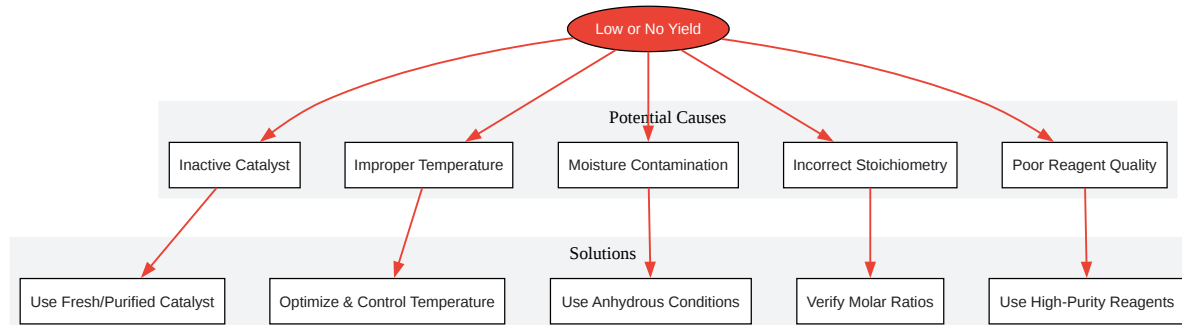 Low or No Yield
Potential Causes
Inactive Catalyst
Improper Temperature
Moisture Contamination
Incorrect Stoichiometry
Poor Reagent Quality
Solutions
Use Fresh/Purified Catalyst
Optimize & Control Temperature
Use Anhydrous Conditions
Verify Molar Ratios
Use High-Purity Reagents